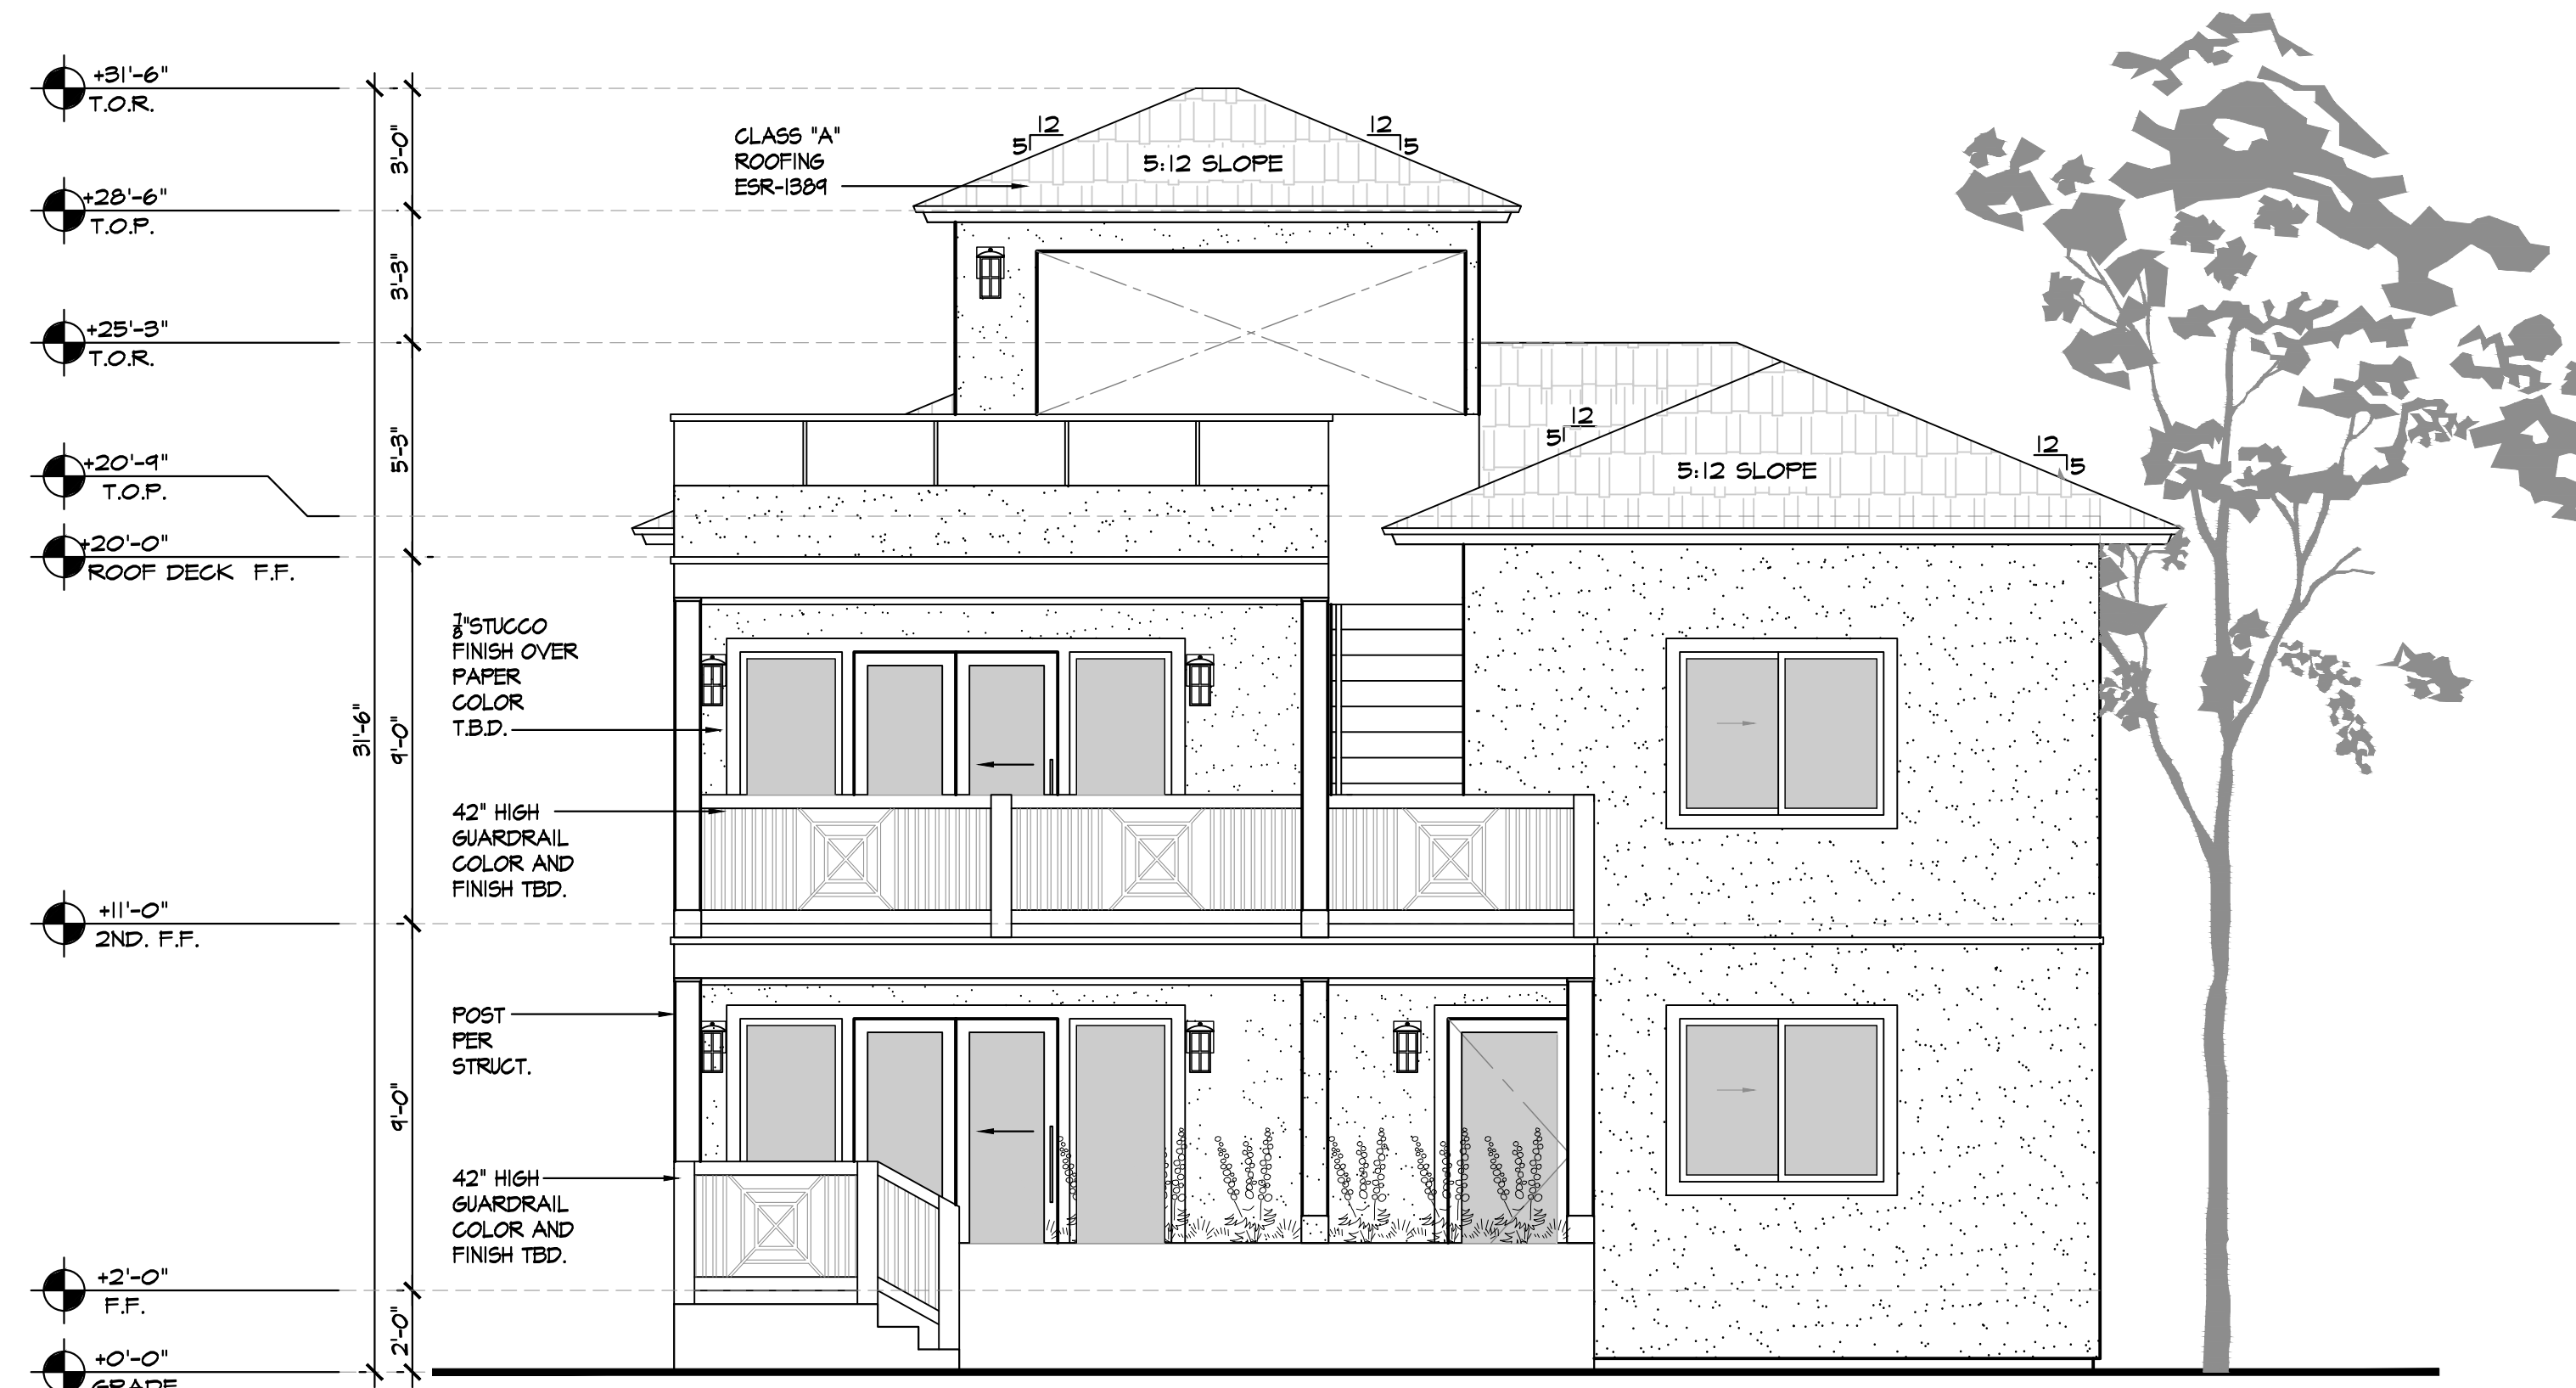 +31'-6"
T.O.R.
+28'-6"
T.O.P.
+25'-3"
T.O.R.
+20'-9"
T.O.P.
+20'-0"
ROOF DECK F.F.
+11'-0"
2ND. F.F.
+2'-0"
F.F.
+0'-0"
GRADE
31'-6"
3'-0"
3'-3"
5'-3"
9'-0"
9'-0"
2'-0"
CLASS "A"
ROOFING
ESR-1389
12
5
5:12 SLOPE
12
5
12
5
5:12 SLOPE
12
5
7/8"STUCCO
FINISH OVER
PAPER
COLOR
T.B.D.
42" HIGH
GUARDRAIL
COLOR AND
FINISH TBD.
POST
PER
STRUCT.
42" HIGH
GUARDRAIL
COLOR AND
FINISH TBD.